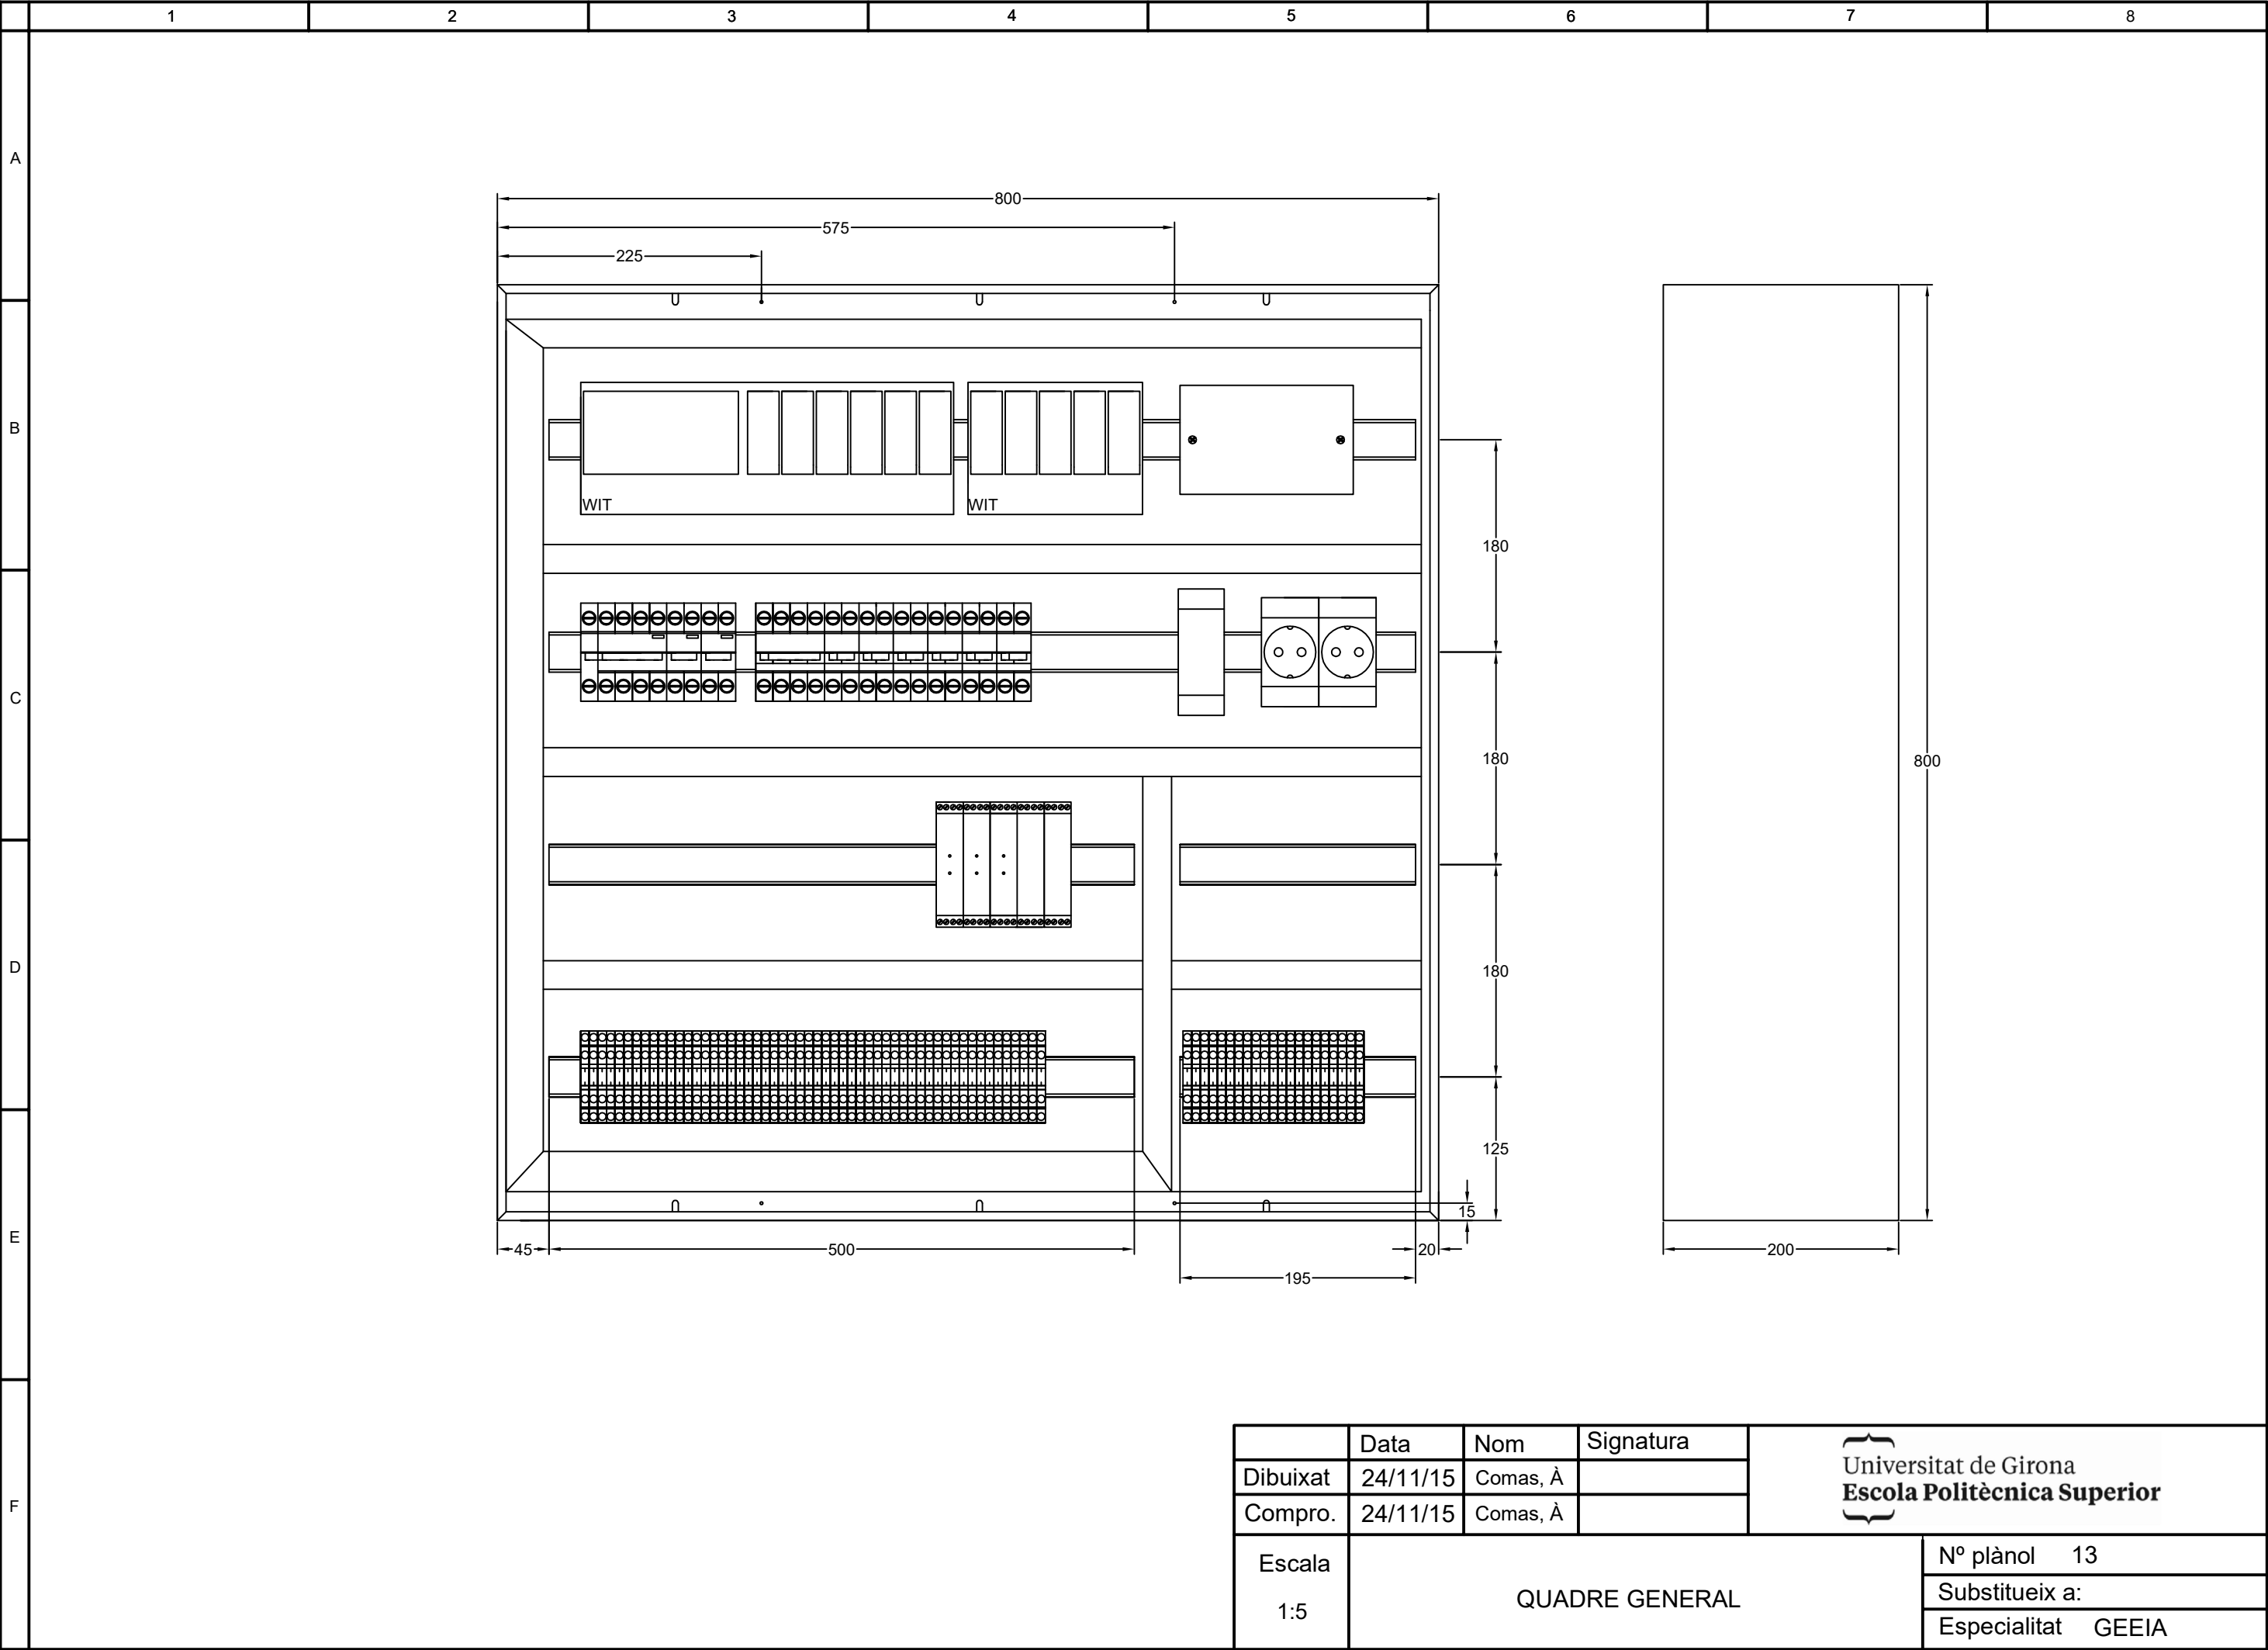 1 2 3 4 5 6 7 8
A
B
C
D
E
F
800
575
225
WIT WIT
180
180
800
180
125
15
45 500 20 200
195
Data Nom Signatura
Dibuixat 24/11/15 Comas, À
Compro. 24/11/15 Comas, À
Universitat de Girona
Escola Politècnica Superior
Escala
1:5
QUADRE GENERAL
Nº plànol 13
Substitueix a:
Especialitat GEEIA